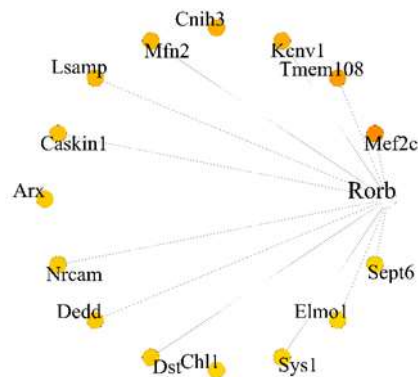 Cnih3
Mfn2
Kcnv1
Lsamp
Tmem108
Caskin1
Mef2c
Arx
Rorb
Nrcam
Sept6
Dedd
Elmo1
Dst
Chl1
Sys1